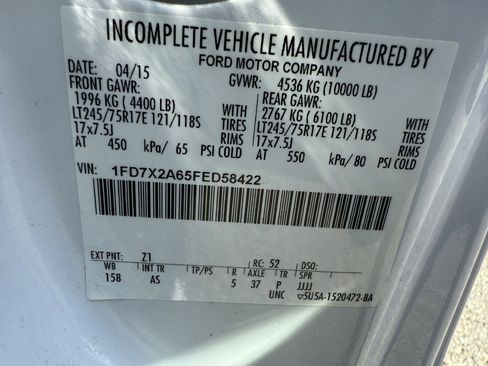 INCOMPLETE VEHICLE MANUFACTURED BY
FORD MOTOR COMPANY
DATE: 04/15 GVWR: 4536 KG (10000 LB)
FRONT GAWR: REAR GAWR:
1996 KG (4400 LB) WITH 2767 KG (6100 LB) WITH
LT245/75R17E 121/118S TIRES LT245/75R17E 121/118S TIRES
17x7.5J RIMS 17x7.5J RIMS
AT 450 kPa/ 65 PSI COLD AT 550 kPa/ 80 PSI COLD
VIN: 1FD7X2A65FED58422
EXT PNT: Z1 RC: 52 DSO:
WB INT TR TP/PS R AXLE TR SPR
158 AS 5 37 P JJJJ
UNC ▽5U5A-1520472-BA